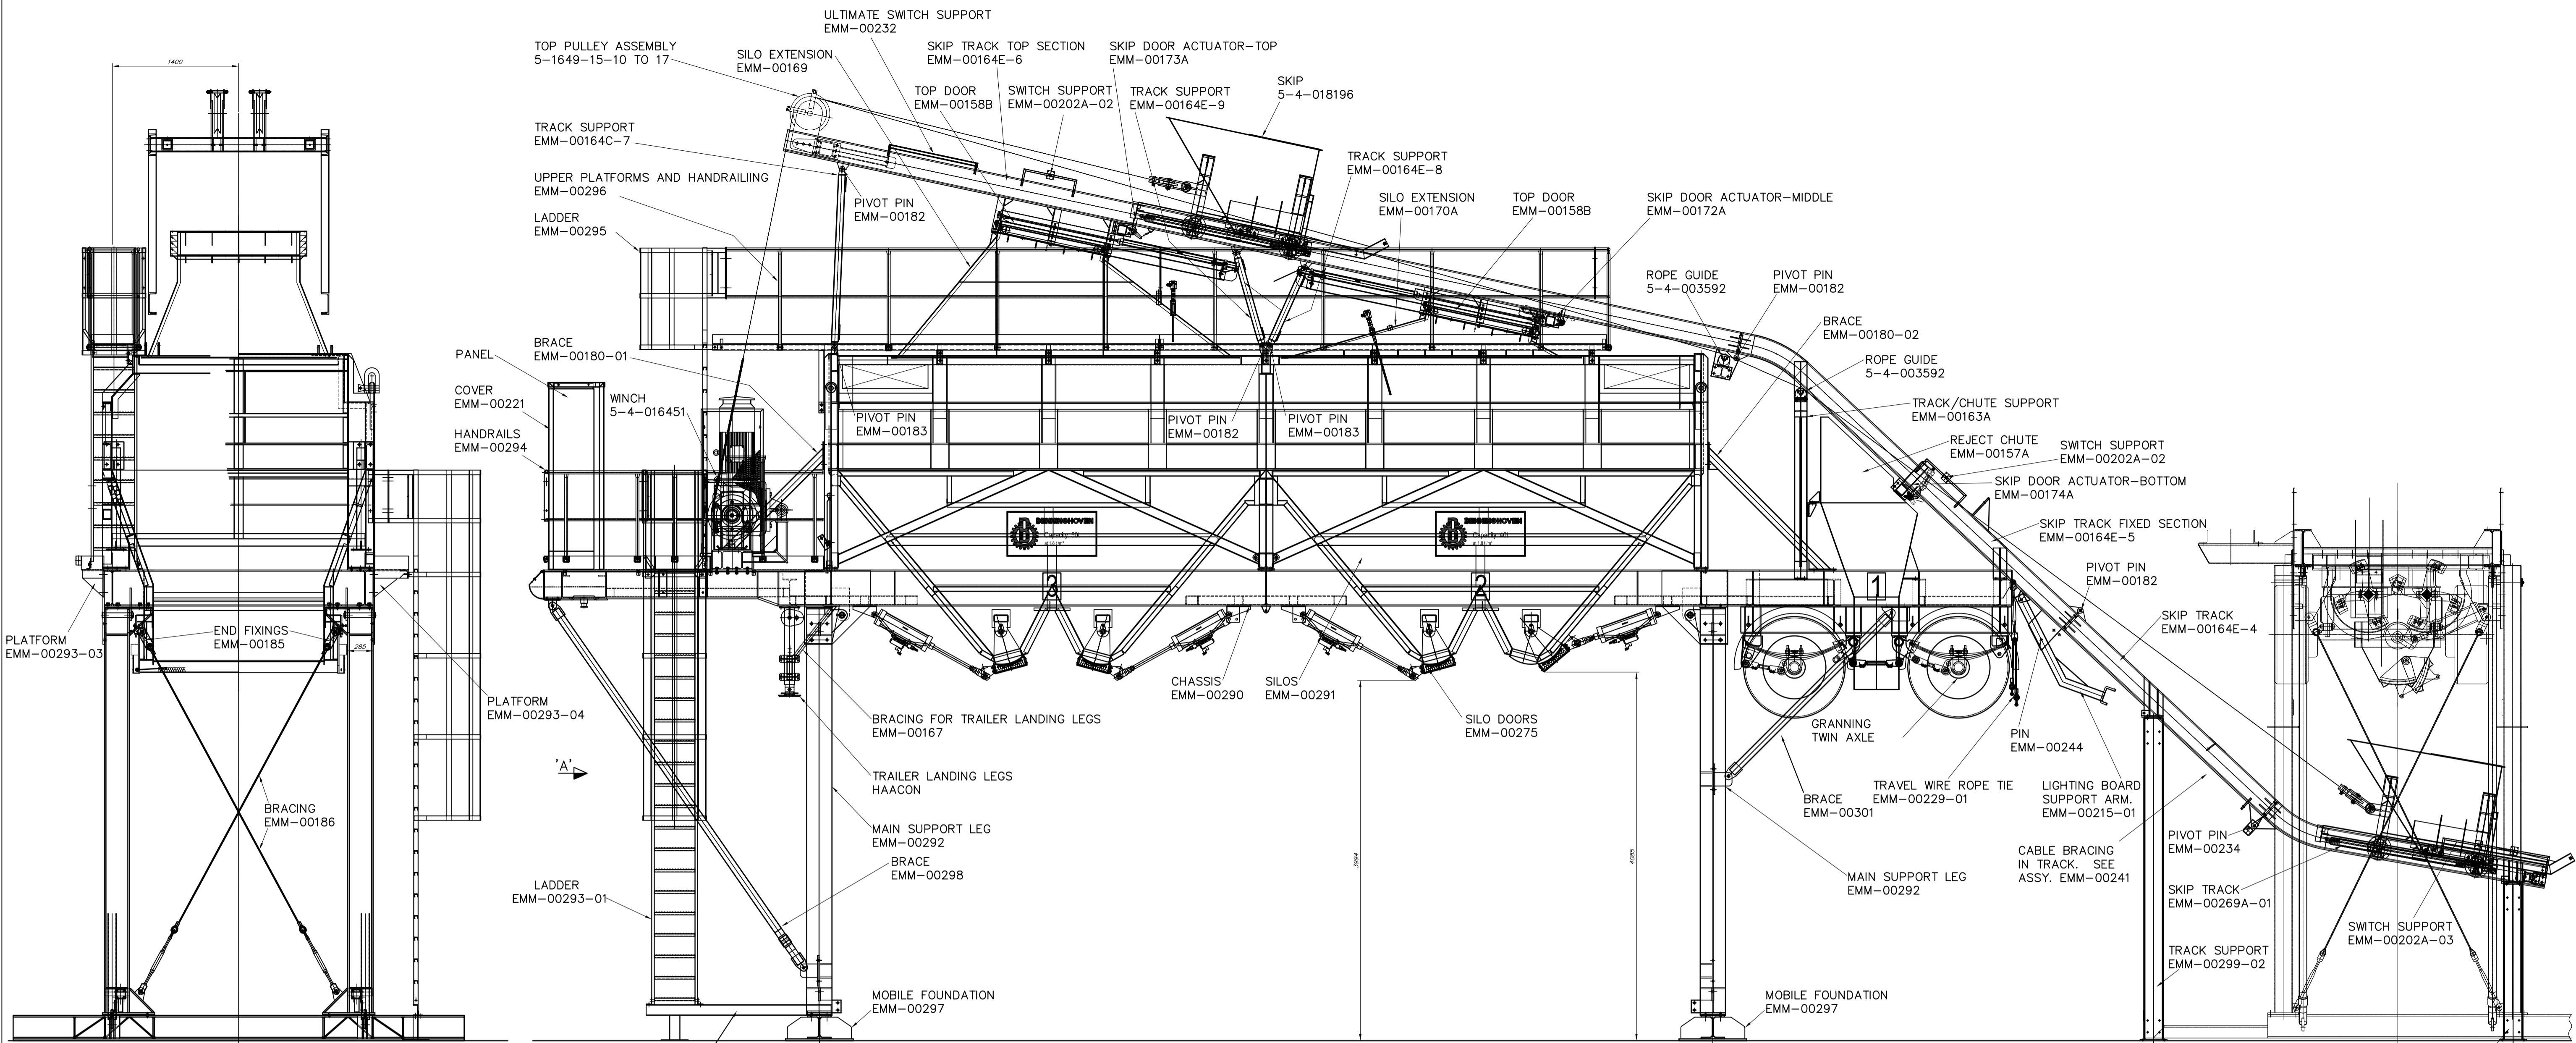 ULTIMATE SWITCH SUPPORT
EMM-00232
TOP PULLEY ASSEMBLY
5-1649-15-10 TO 17
SILO EXTENSION
EMM-00169
SKIP TRACK TOP SECTION
EMM-00164E-6
SKIP DOOR ACTUATOR-TOP
EMM-00173A
SKIP
5-4-018196
TOP DOOR
EMM-00158B
SWITCH SUPPORT
EMM-00202A-02
TRACK SUPPORT
EMM-00164E-9
1400
TRACK SUPPORT
EMM-00164C-7
TRACK SUPPORT
EMM-00164E-8
UPPER PLATFORMS AND HANDRAILIING
EMM-00296
PIVOT PIN
EMM-00182
SILO EXTENSION
EMM-00170A
TOP DOOR
EMM-00158B
SKIP DOOR ACTUATOR-MIDDLE
EMM-00172A
LADDER
EMM-00295
ROPE GUIDE
5-4-003592
PIVOT PIN
EMM-00182
BRACE
EMM-00180-02
BRACE
EMM-00180-01
PANEL
ROPE GUIDE
5-4-003592
COVER
EMM-00221
WINCH
5-4-016451
TRACK/CHUTE SUPPORT
EMM-00163A
PIVOT PIN
EMM-00183
PIVOT PIN
EMM-00182
PIVOT PIN
EMM-00183
HANDRAILS
EMM-00294
REJECT CHUTE
EMM-00157A
SWITCH SUPPORT
EMM-00202A-02
SKIP DOOR ACTUATOR-BOTTOM
EMM-00174A
SKIP TRACK FIXED SECTION
EMM-00164E-5
Capacity: 50t
Capacity: 40t
3
2
1
PIVOT PIN
EMM-00182
SKIP TRACK
EMM-00164E-4
PLATFORM
EMM-00293-03
END FIXINGS
EMM-00185
285
PLATFORM
EMM-00293-04
CHASSIS
EMM-00290
SILOS
EMM-00291
BRACING FOR TRAILER LANDING LEGS
EMM-00167
SILO DOORS
EMM-00275
GRANNING
TWIN AXLE
PIN
EMM-00244
'A'
TRAILER LANDING LEGS
HAACON
BRACING
EMM-00186
BRACE
EMM-00301
TRAVEL WIRE ROPE TIE
EMM-00229-01
LIGHTING BOARD
SUPPORT ARM.
EMM-00215-01
MAIN SUPPORT LEG
EMM-00292
BRACE
EMM-00298
3994
4085
PIVOT PIN
EMM-00234
CABLE BRACING
IN TRACK. SEE
ASSY. EMM-00241
MAIN SUPPORT LEG
EMM-00292
LADDER
EMM-00293-01
SKIP TRACK
EMM-00269A-01
SWITCH SUPPORT
EMM-00202A-03
TRACK SUPPORT
EMM-00299-02
MOBILE FOUNDATION
EMM-00297
MOBILE FOUNDATION
EMM-00297